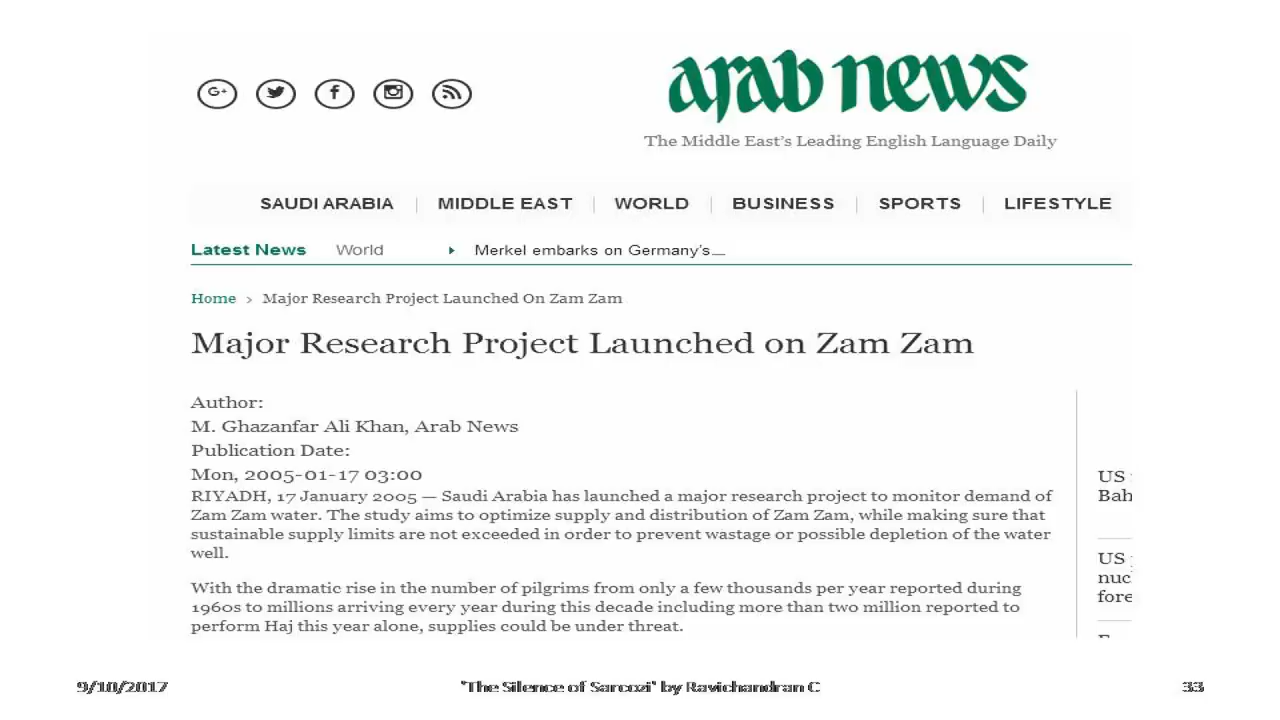 G+
arab news
The Middle East's Leading English Language Daily
SAUDI ARABIA | MIDDLE EAST | WORLD | BUSINESS | SPORTS | LIFESTYLE
Latest News World Merkel embarks on Germany's_
Home > Major Research Project Launched On Zam Zam
Major Research Project Launched on Zam Zam
Author:
M. Ghazanfar Ali Khan, Arab News
Publication Date:
Mon, 2005-01-17 03:00
RIYADH, 17 January 2005 — Saudi Arabia has launched a major research project to monitor demand of
Zam Zam water. The study aims to optimize supply and distribution of Zam Zam, while making sure that
sustainable supply limits are not exceeded in order to prevent wastage or possible depletion of the water
well.
With the dramatic rise in the number of pilgrims from only a few thousands per year reported during
1960s to millions arriving every year during this decade including more than two million reported to
perform Haj this year alone, supplies could be under threat.
US
Bah
US
nuc
fore
9/10/2017 'The Silence of Sarcozi' by Ravichandran C 33